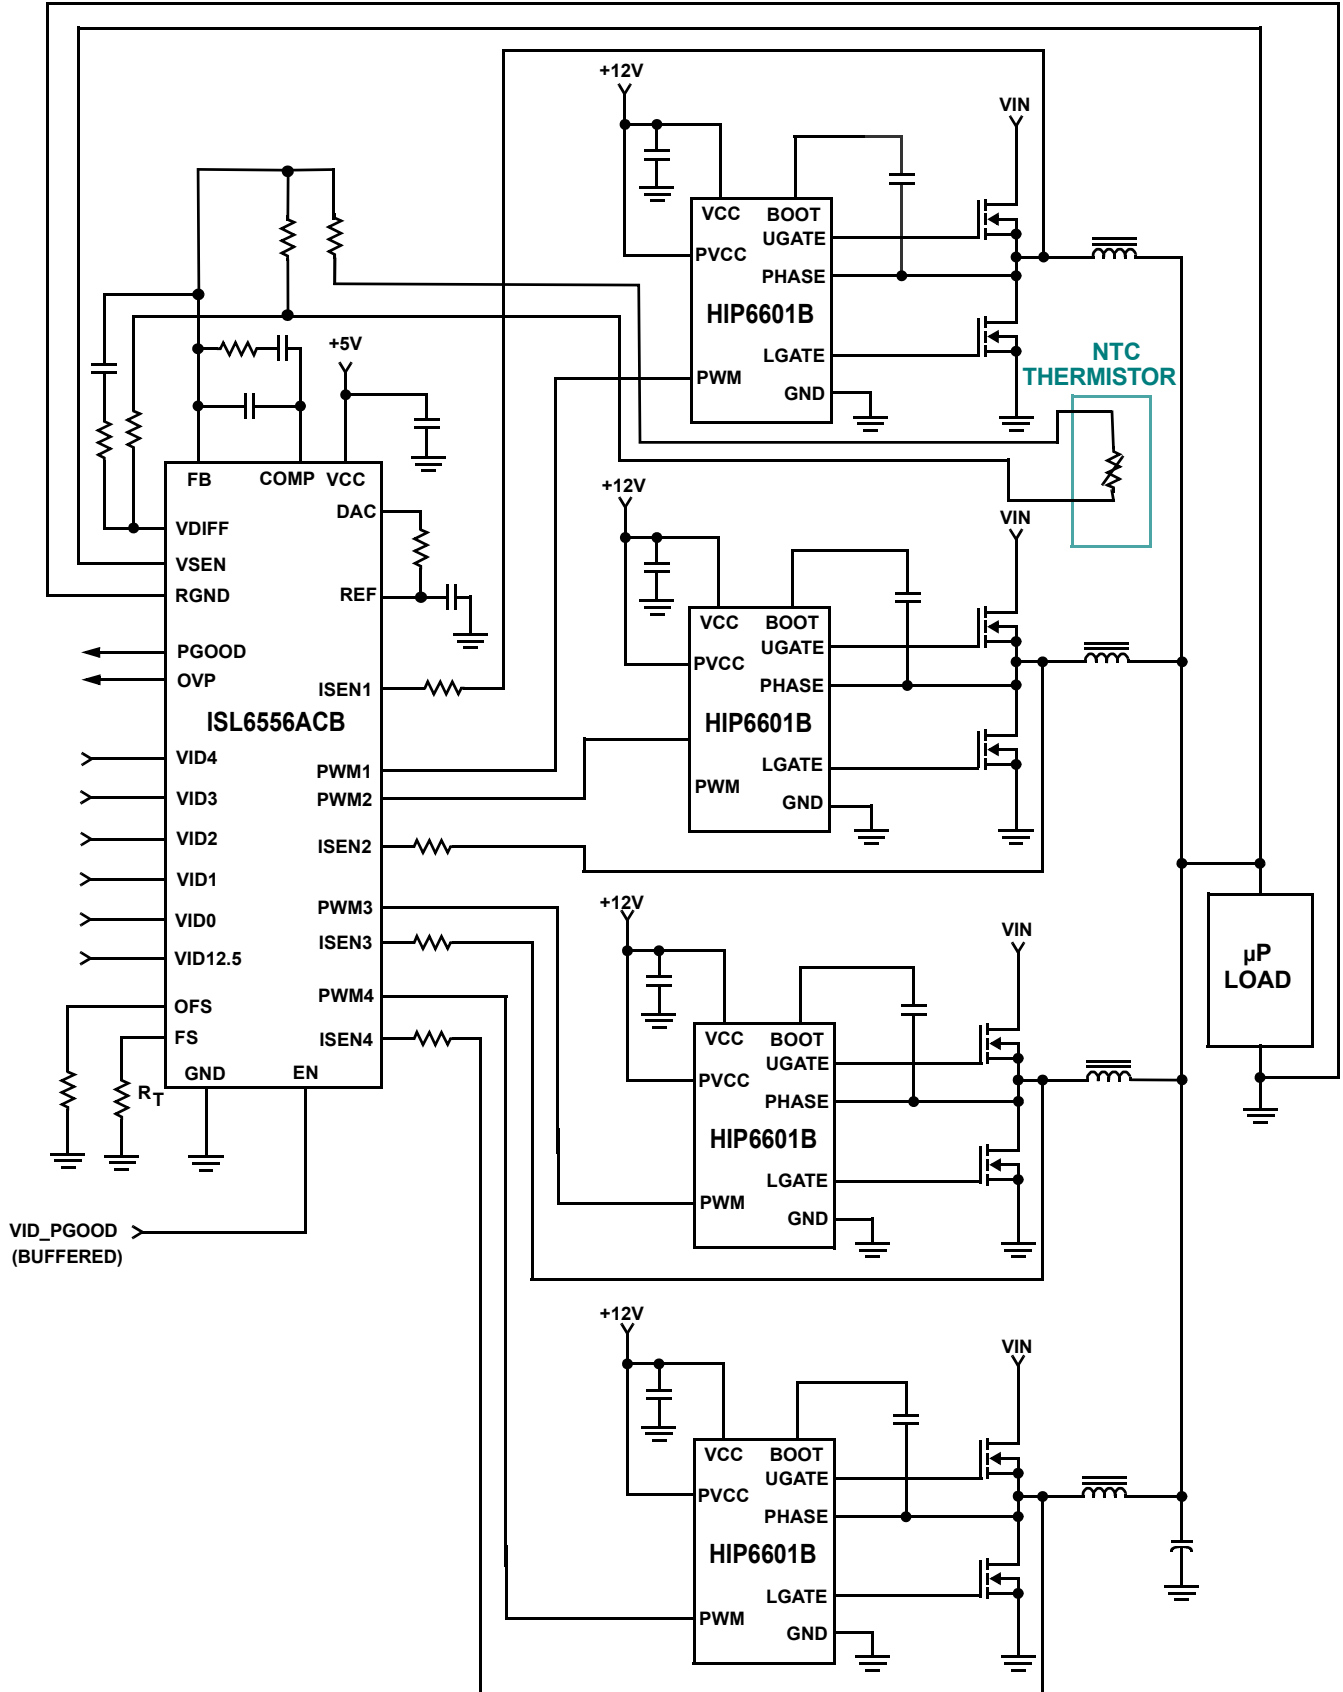 +12V
VIN
VCC
BOOT
UGATE
PVCC
PHASE
HIP6601B
LGATE
PWM
GND
NTC
THERMISTOR
+5V
FB
COMP
VCC
DAC
VDIFF
VSEN
RGND
REF
PGOOD
OVP
ISEN1
ISL6556ACB
VID4
PWM1
VID3
PWM2
VID2
ISEN2
VID1
PWM3
VID0
ISEN3
VID12.5
PWM4
OFS
FS
ISEN4
GND
EN
RT
VID_PGOOD
(BUFFERED)
+12V
VIN
VCC
BOOT
UGATE
PVCC
PHASE
HIP6601B
LGATE
PWM
GND
+12V
VIN
VCC
BOOT
UGATE
PVCC
PHASE
HIP6601B
LGATE
PWM
GND
µP
LOAD
+12V
VIN
VCC
BOOT
UGATE
PVCC
PHASE
HIP6601B
LGATE
PWM
GND